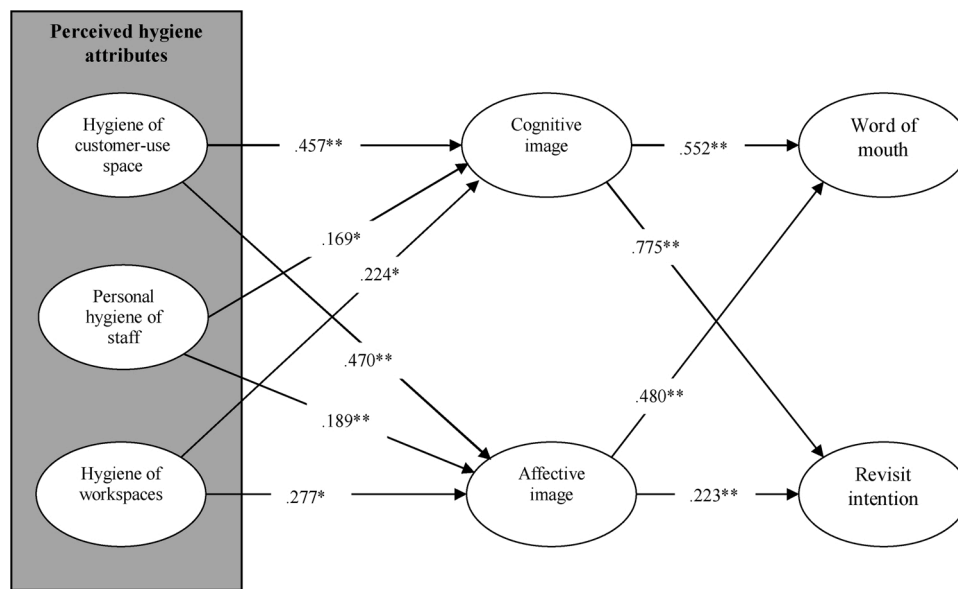 Perceived hygiene
attributes
Hygiene of
customer-use
space
Personal
hygiene of
staff
Hygiene of
workspaces
.457**
.169*
.224*
.470**
.189**
.277*
Cognitive
image
Affective
image
.552**
.775**
.480**
.223**
Word of
mouth
Revisit
intention